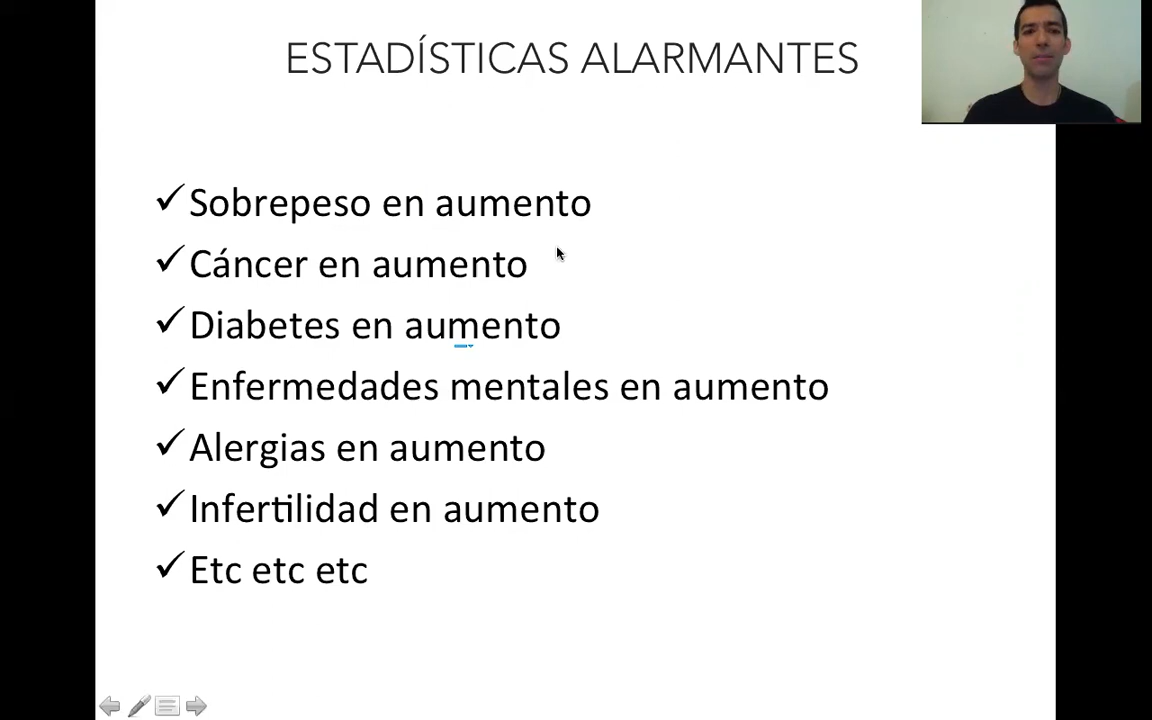 ESTADÍSTICAS ALARMANTES
Sobrepeso en aumento
Cáncer en aumento
Diabetes en aumento
Enfermedades mentales en aumento
Alergias en aumento
Infertilidad en aumento
Etc etc etc